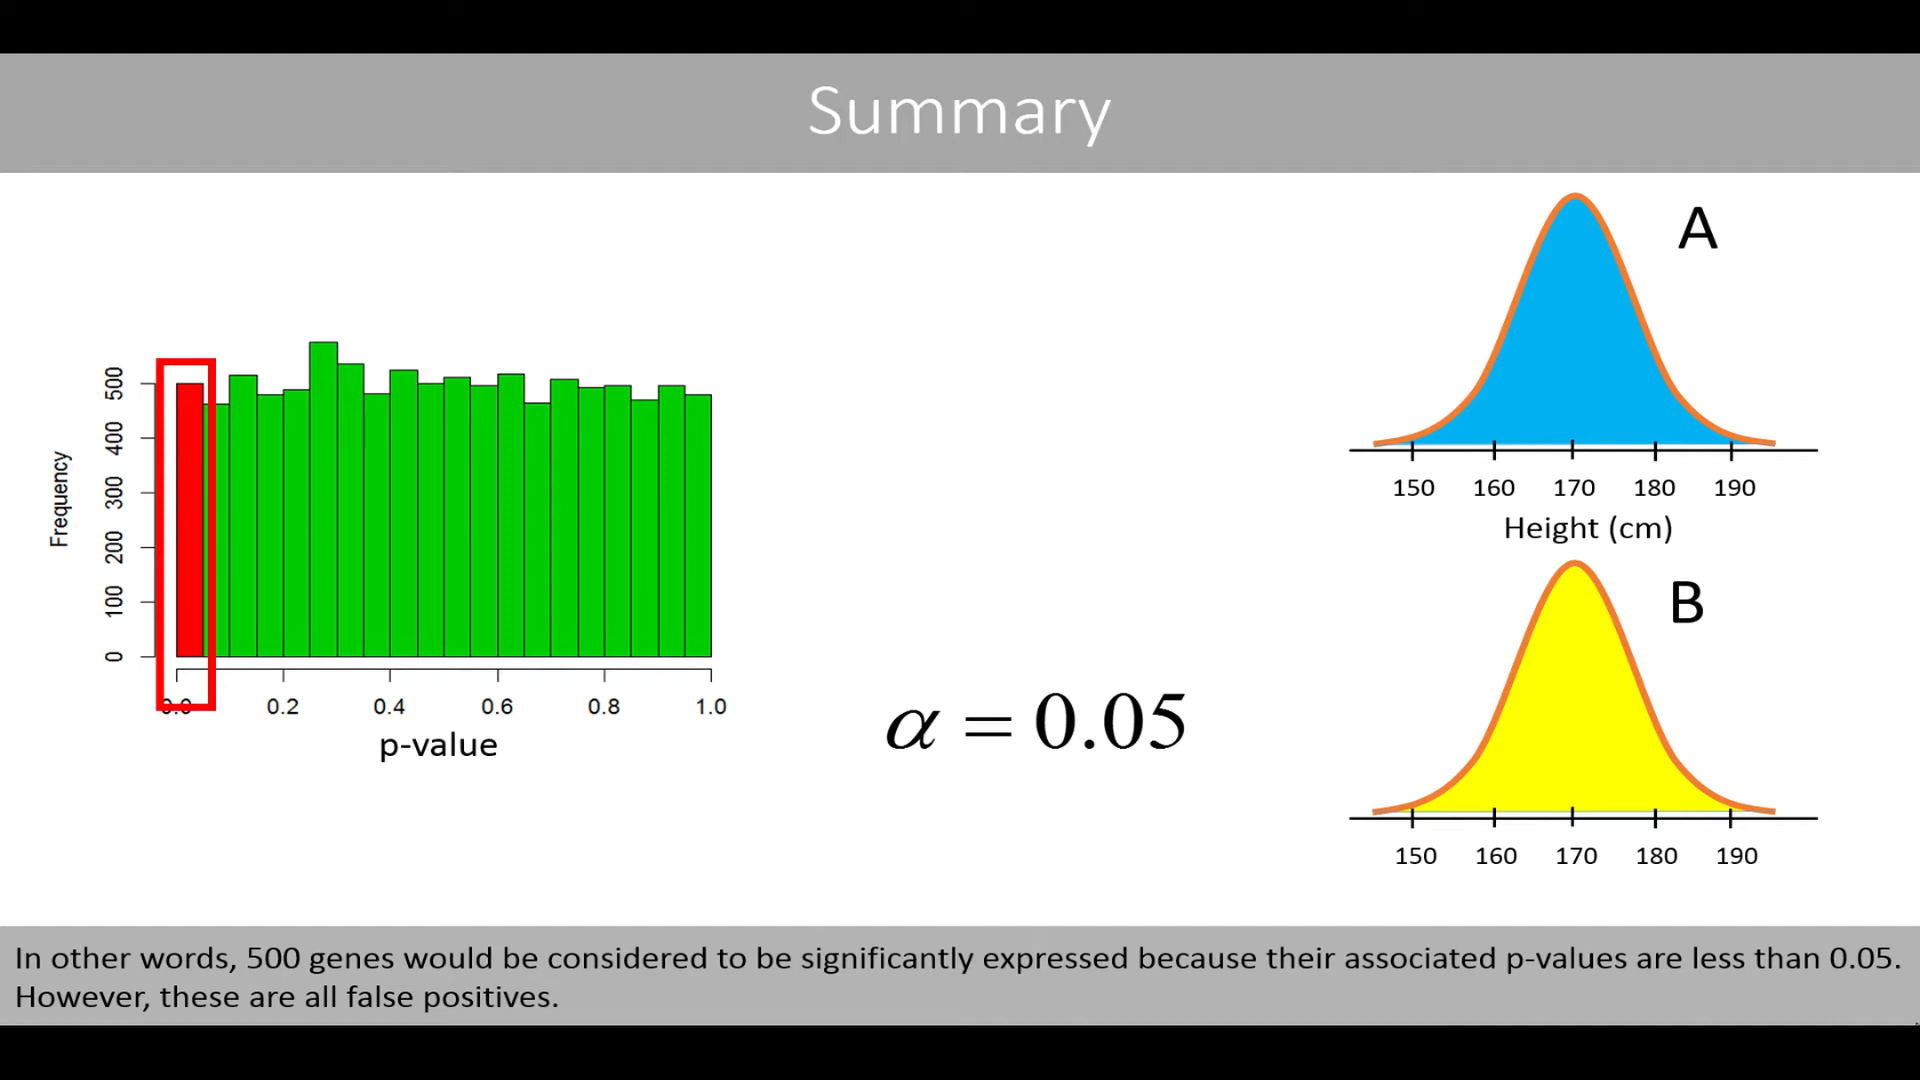 Summary
A
Frequency
500
400
300
200
100
0
0.0 0.2 0.4 0.6 0.8 1.0
p-value
α = 0.05
150 160 170 180 190
Height (cm)
B
150 160 170 180 190
In other words, 500 genes would be considered to be significantly expressed because their associated p-values are less than 0.05.
However, these are all false positives.